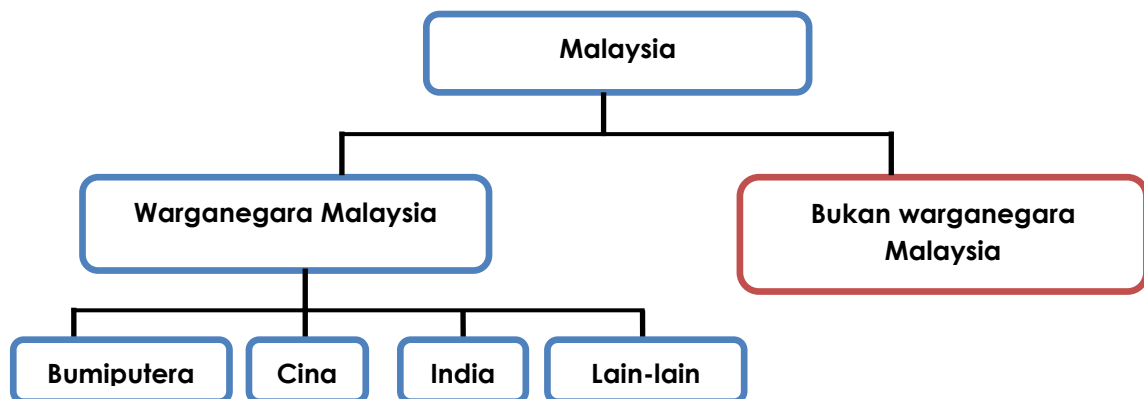 Malaysia
Warganegara Malaysia
Bukan warganegara
Malaysia
Bumiputera
Cina
India
Lain-lain